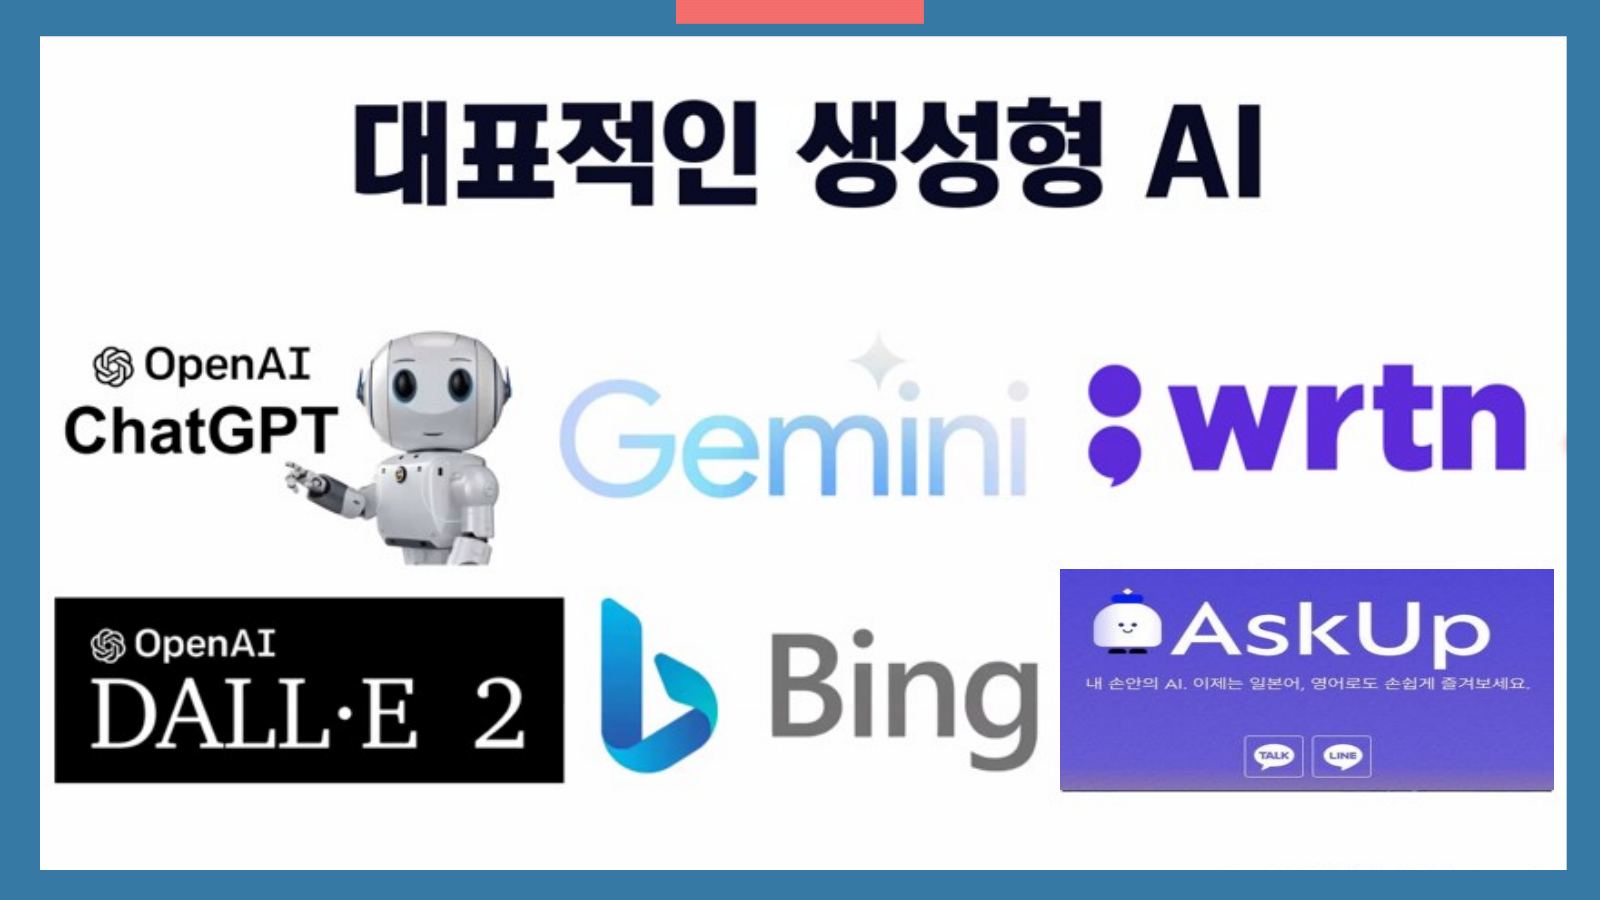 대표적인 생성형 AI
OpenAI
ChatGPT
Gemini
wrtn
OpenAI
DALL·E 2
Bing
AskUp
내 손안의 AI. 이제는 일본어, 영어로도 손쉽게 즐겨보세요.
TALK
LINE